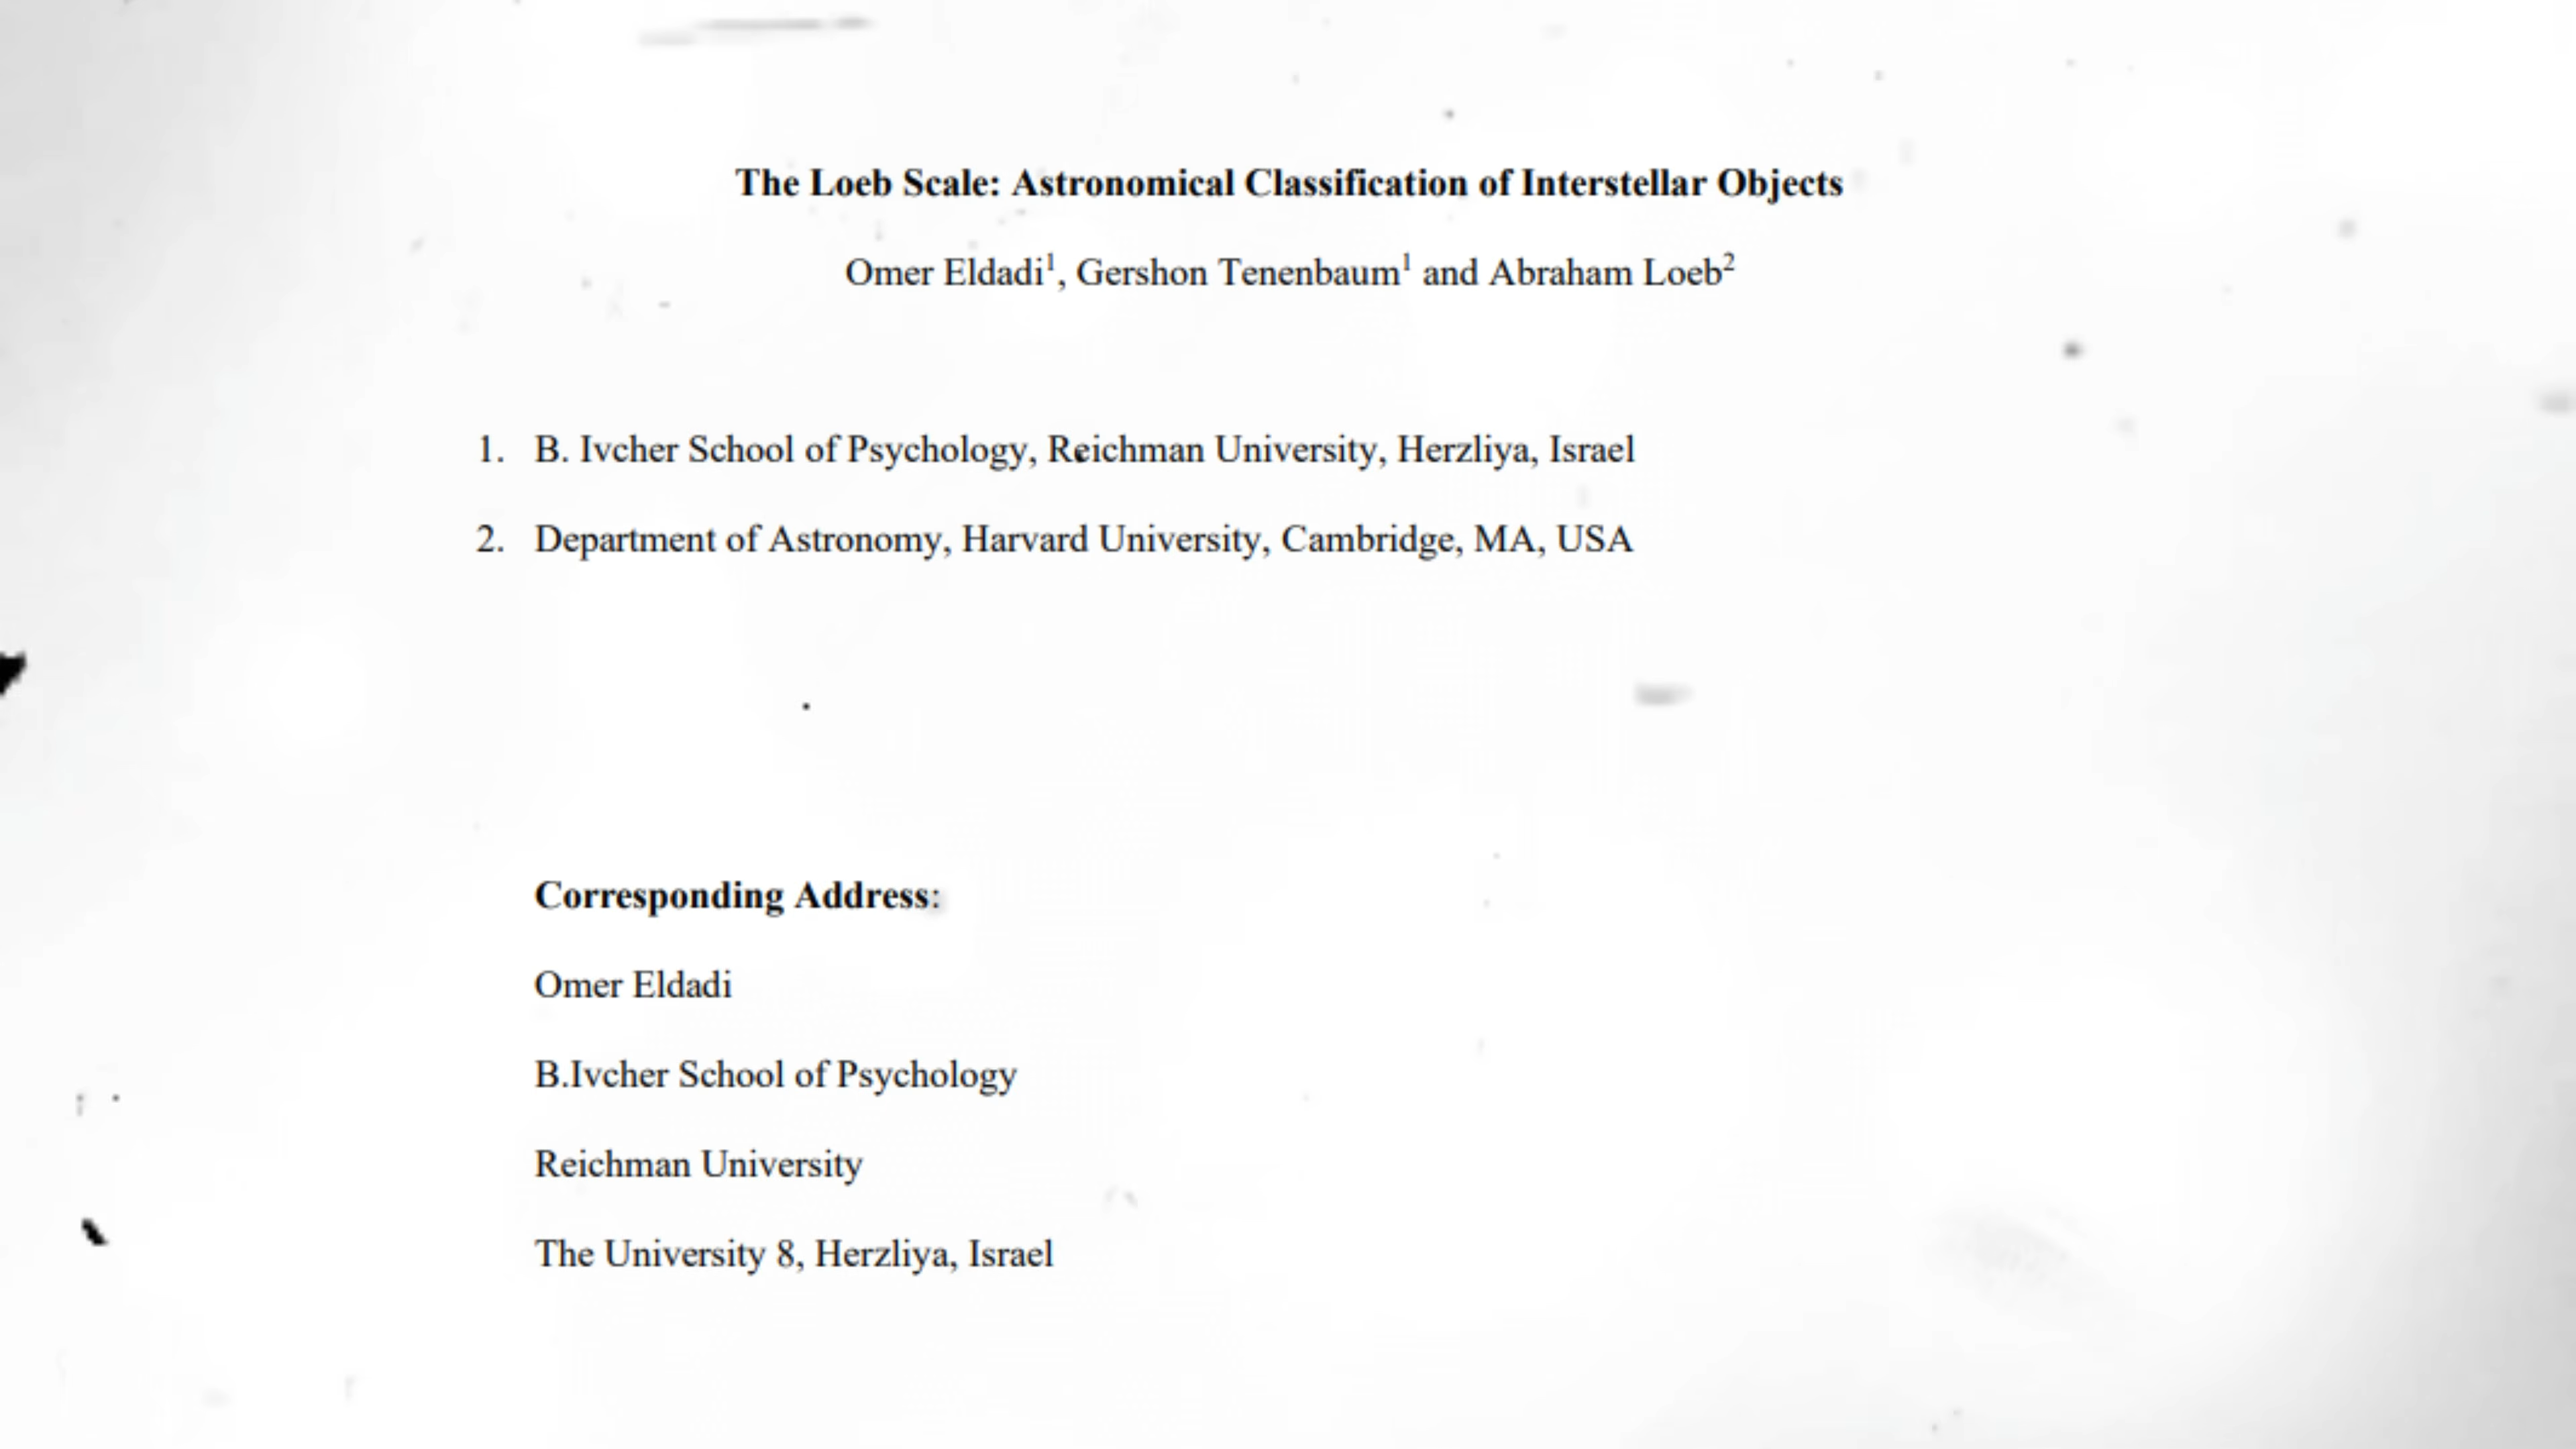 The Loeb Scale: Astronomical Classification of Interstellar Objects
Omer Eldadi¹, Gershon Tenenbaum¹ and Abraham Loeb²
1. B. Ivcher School of Psychology, Reichman University, Herzliya, Israel
2. Department of Astronomy, Harvard University, Cambridge, MA, USA
Corresponding Address:
Omer Eldadi
B.Ivcher School of Psychology
Reichman University
The University 8, Herzliya, Israel